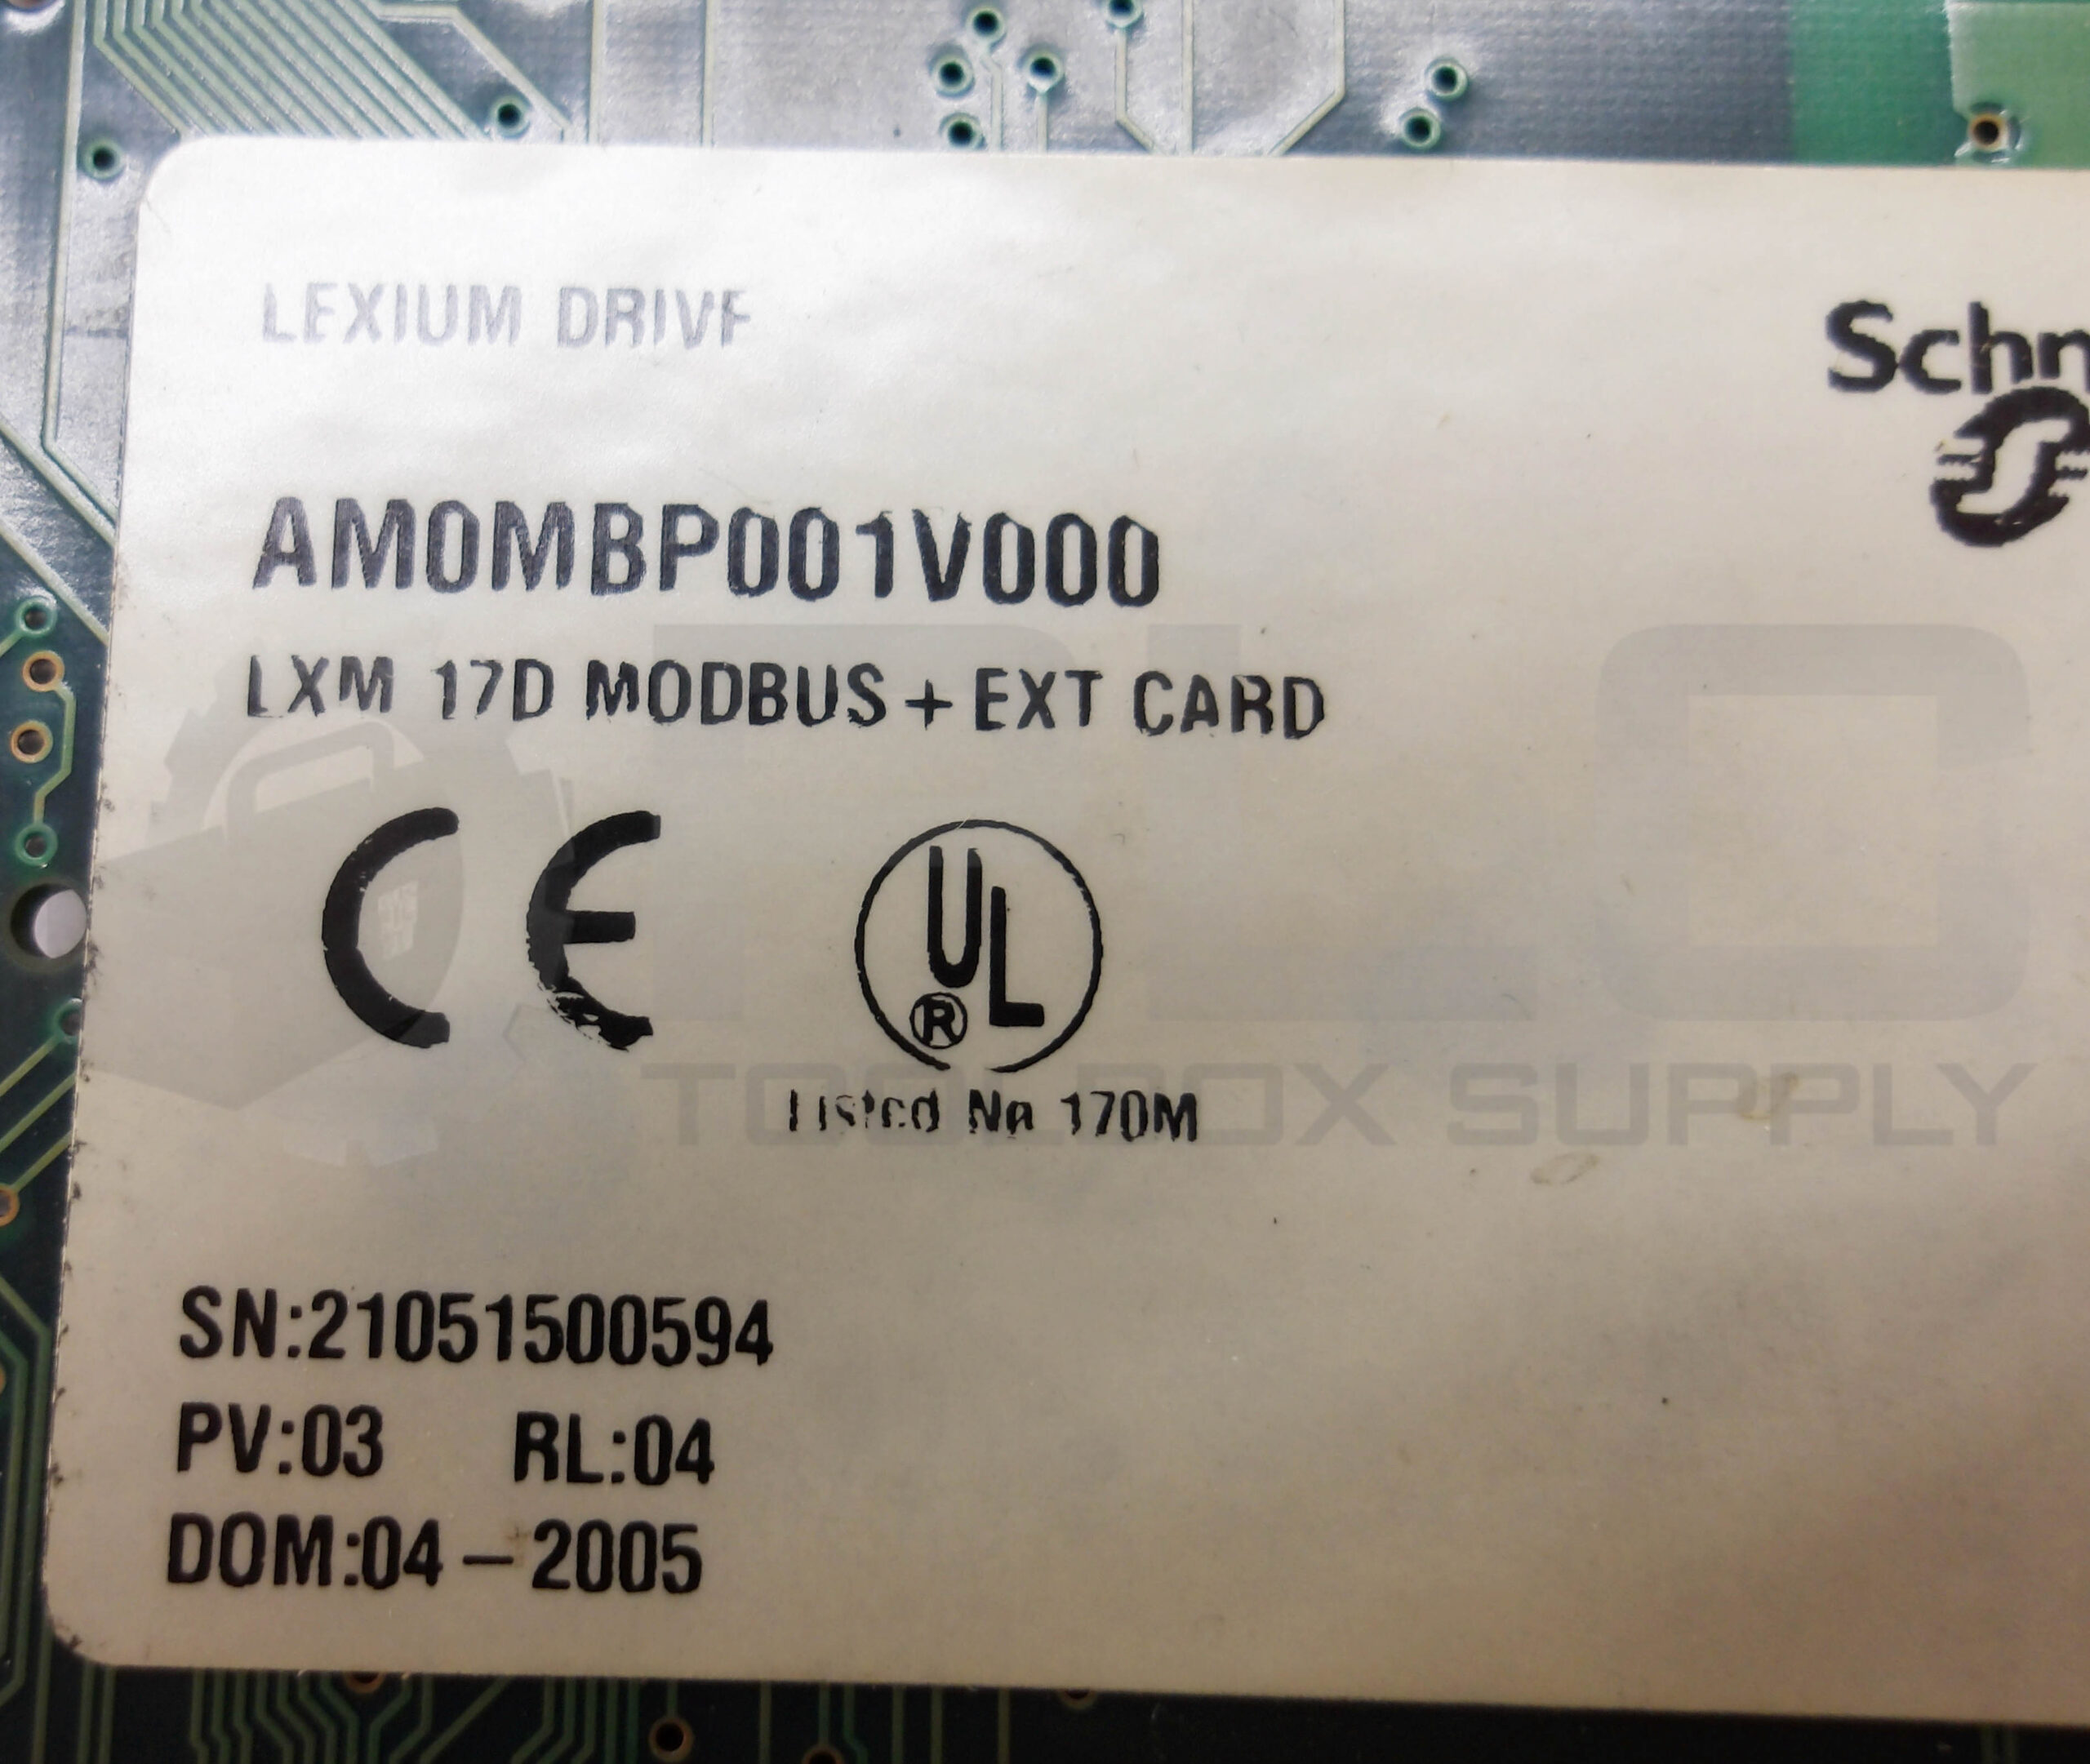 LEXIUM DRIVE
Schn
AM0MBP001V000
LXM 17D MODBUS + EXT CARD
CE
UL
®
Listed No 170M
PLC
TOOLBOX SUPPLY
SN:21051500594
PV:03 RL:04
DOM:04 – 2005